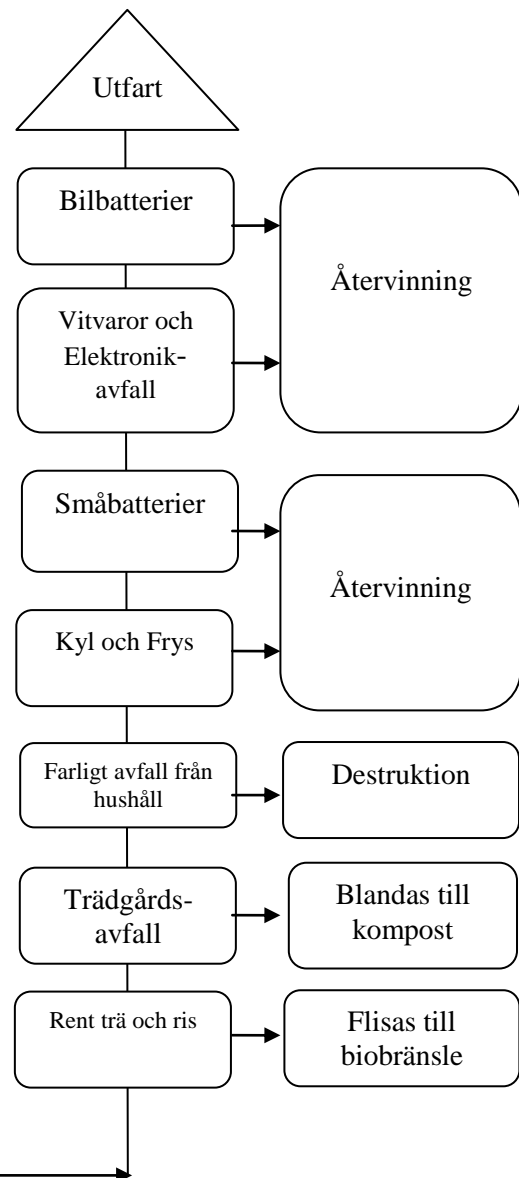 Utfart
Bilbatterier
Återvinning
Vitvaror och
Elektronik-
avfall
Småbatterier
Återvinning
Kyl och Frys
Farligt avfall från
hushåll
Destruktion
Trädgårds-
avfall
Blandas till
kompost
Rent trä och ris
Flisas till
biobränsle